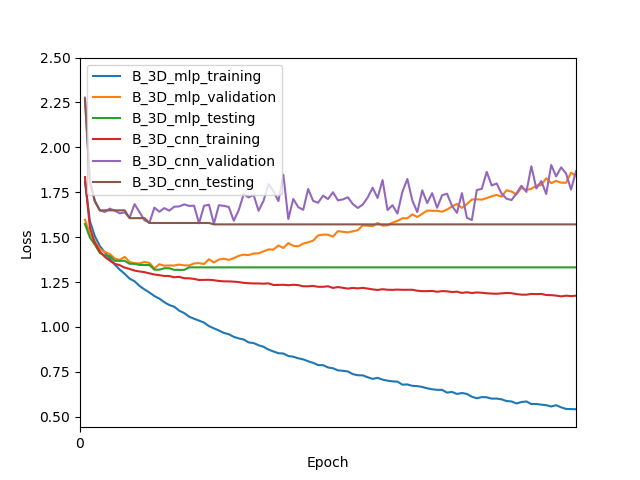 2.50
2.25
2.00
1.75
1.50
1.25
1.00
0.75
0.50
0
Loss
Epoch
B_3D_mlp_training
B_3D_mlp_validation
B_3D_mlp_testing
B_3D_cnn_training
B_3D_cnn_validation
B_3D_cnn_testing